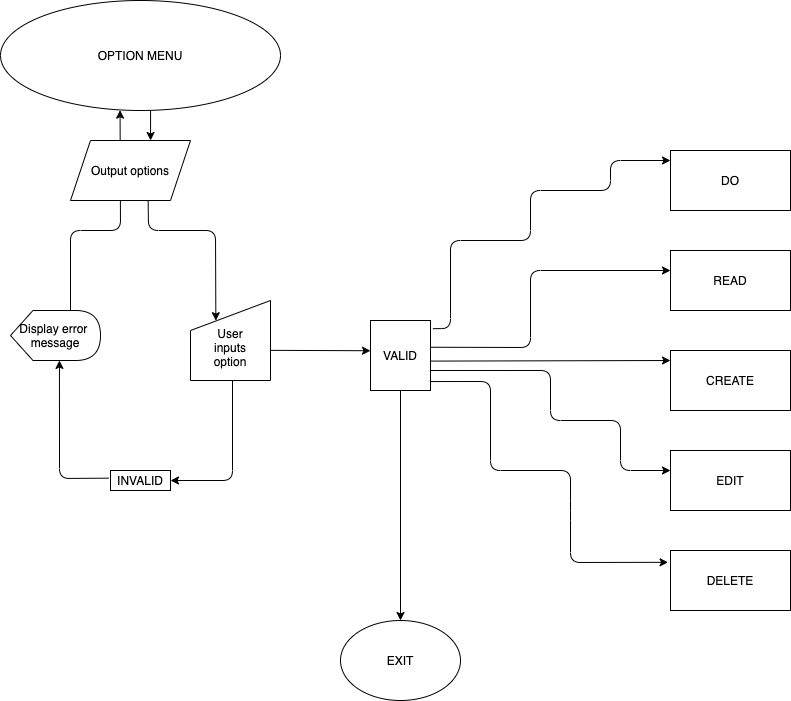 OPTION MENU
Output options
Display error
message
User
inputs
option
INVALID
VALID
DO
READ
CREATE
EDIT
DELETE
EXIT